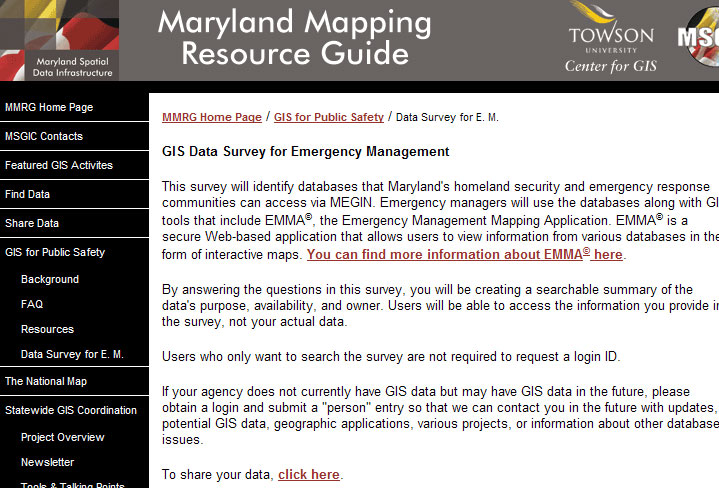 Maryland Mapping
Resource Guide
Maryland Spatial
Data Infrastructure
TOWSON
UNIVERSITY
Center for GIS
MMRG Home Page
MSGIC Contacts
Featured GIS Activites
Find Data
Share Data
GIS for Public Safety
Background
FAQ
Resources
Data Survey for E. M.
The National Map
Statewide GIS Coordination
Project Overview
Newsletter
Tools & Talking Points
MMRG Home Page / GIS for Public Safety / Data Survey for E. M.
GIS Data Survey for Emergency Management
This survey will identify databases that Maryland's homeland security and emergency response
communities can access via MEGIN. Emergency managers will use the databases along with GI
tools that include EMMA®, the Emergency Management Mapping Application. EMMA® is a
secure Web-based application that allows users to view information from various databases in the
form of interactive maps. You can find more information about EMMA® here.
By answering the questions in this survey, you will be creating a searchable summary of the
data's purpose, availability, and owner. Users will be able to access the information you provide in
the survey, not your actual data.
Users who only want to search the survey are not required to request a login ID.
If your agency does not currently have GIS data but may have GIS data in the future, please
obtain a login and submit a "person" entry so that we can contact you in the future with updates,
potential GIS data, geographic applications, various projects, or information about other database
issues.
To share your data, click here.